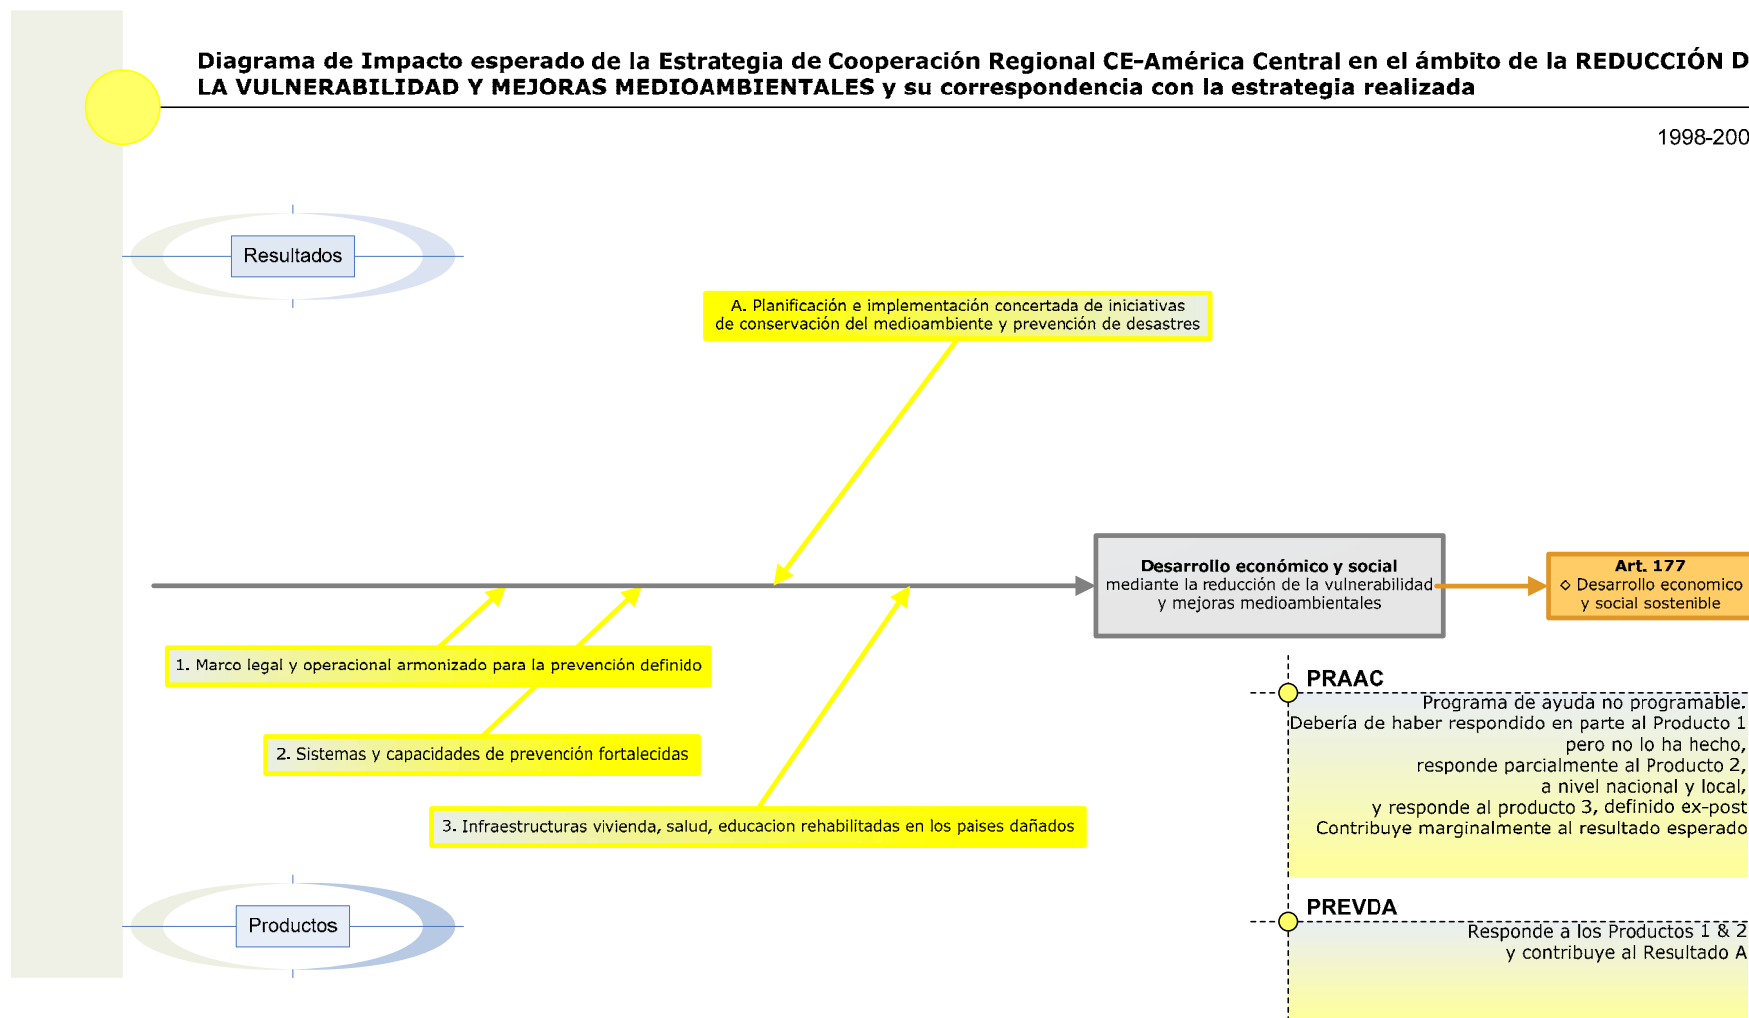 Diagrama de Impacto esperado de la Estrategia de Cooperación Regional CE-América Central en el ámbito de la REDUCCIÓN D
LA VULNERABILIDAD Y MEJORAS MEDIOAMBIENTALES y su correspondencia con la estrategia realizada
1998-200
Resultados
A. Planificación e implementación concertada de iniciativas
de conservación del medioambiente y prevención de desastres
Desarrollo económico y social
mediante la reducción de la vulnerabilidad
y mejoras medioambientales
Art. 177
◇ Desarrollo economico
y social sostenible
1. Marco legal y operacional armonizado para la prevención definido
2. Sistemas y capacidades de prevención fortalecidas
3. Infraestructuras vivienda, salud, educacion rehabilitadas en los paises dañados
PRAAC
Programa de ayuda no programable.
Debería de haber respondido en parte al Producto 1
pero no lo ha hecho,
responde parcialmente al Producto 2,
a nivel nacional y local,
y responde al producto 3, definido ex-post
Contribuye marginalmente al resultado esperado
Productos
PREVDA
Responde a los Productos 1 & 2
y contribuye al Resultado A